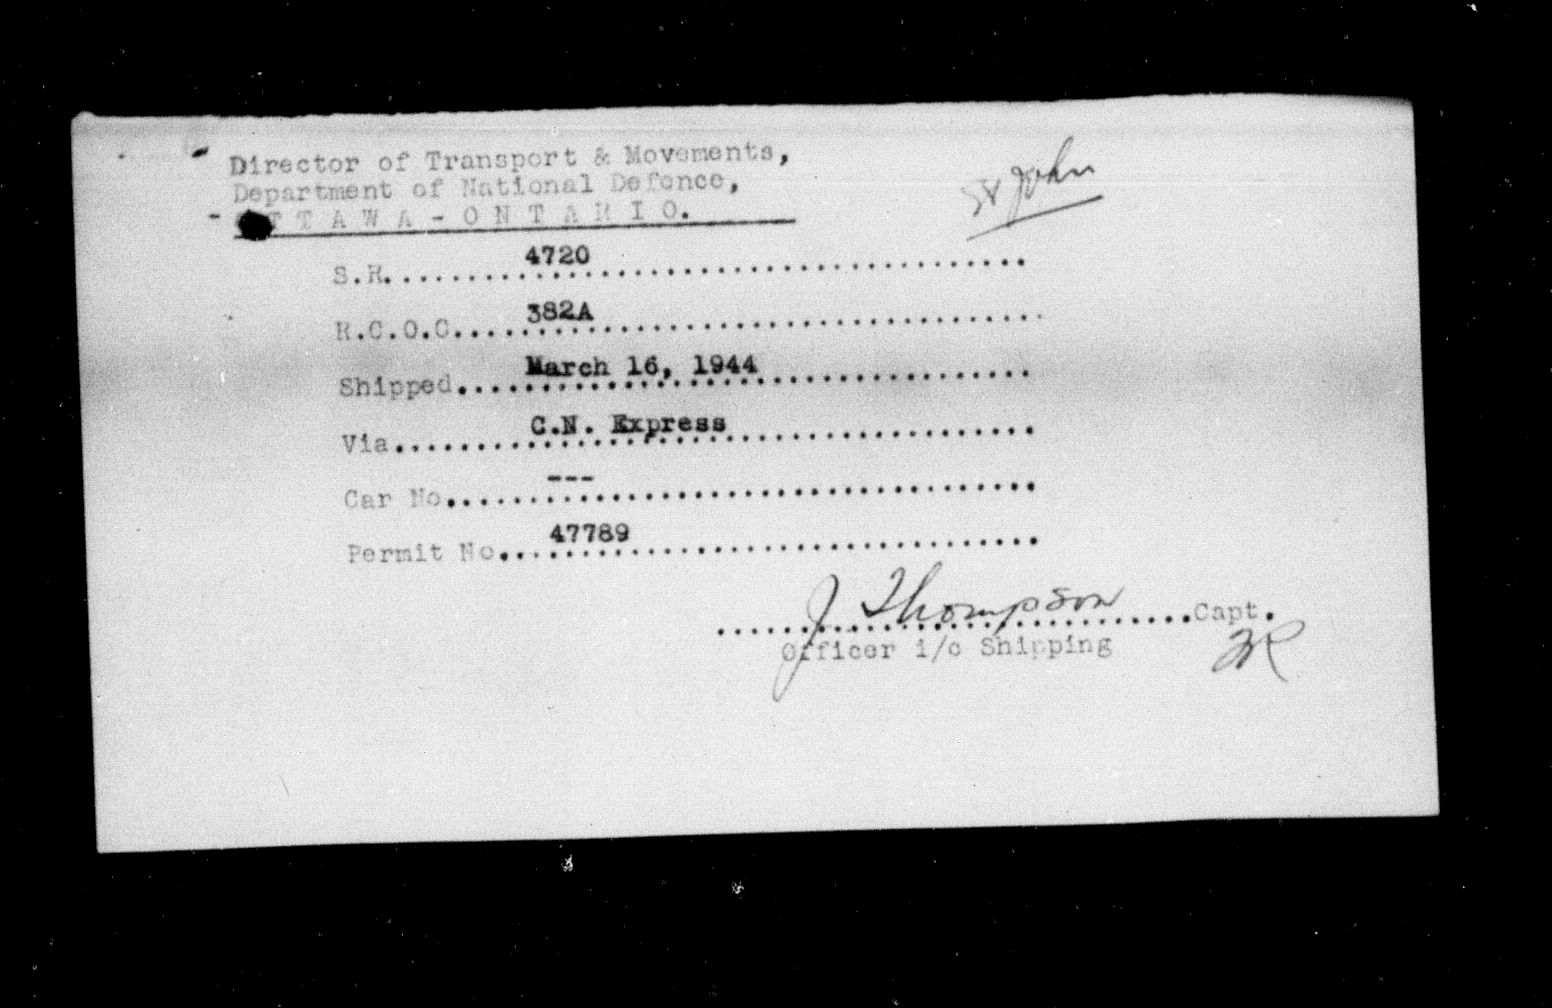 Director of Transport & Movements,
Department of National Defence,
OTTAWA - ONTARIO.
St John
S.R. 4720
R.C.O.C. 382A
Shipped March 16, 1944
Via C.N. Express
Car No. ---
Permit No. 47789
J Thompson Capt.
Officer i/c Shipping